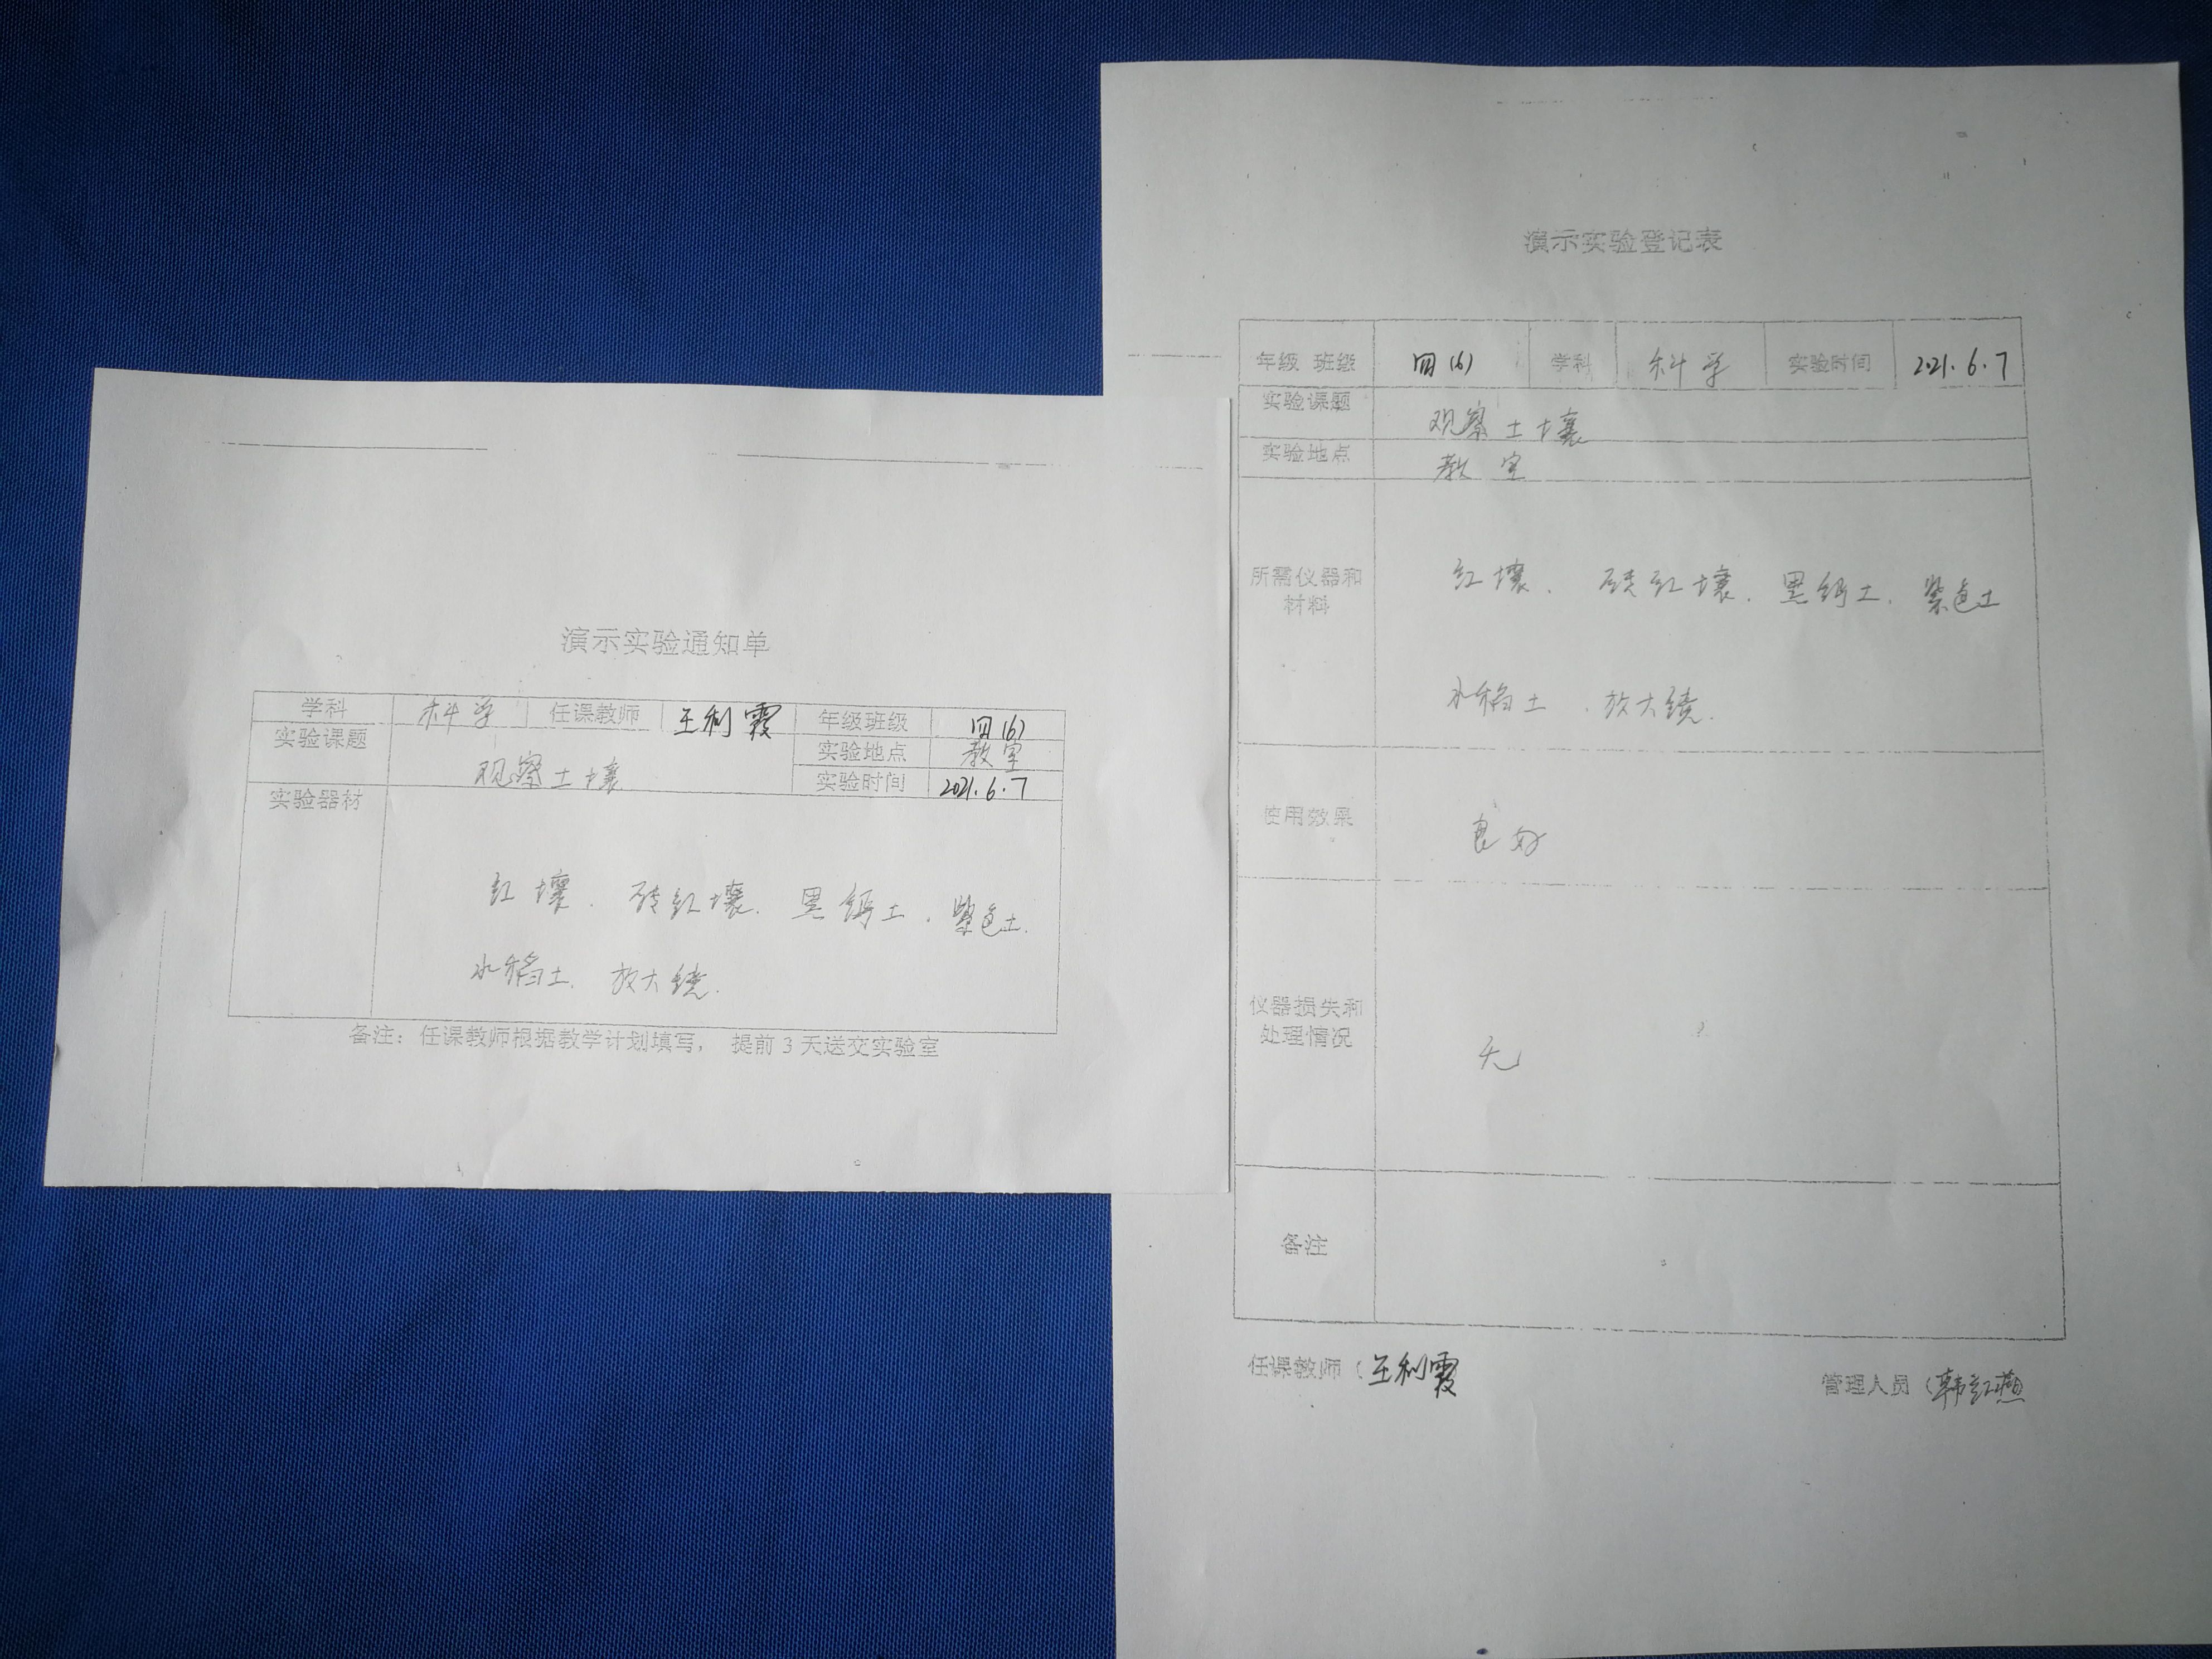 演示实验通知单
学科 科学 任课教师 王利霞 年级班级 四(6)
实验课题 观察土壤 实验地点 教室
实验时间 2021.6.7
实验器材
红壤、砖红壤、黑钙土、紫色土、
水稻土、放大镜.
备注：任课教师根据教学计划填写， 提前3天送交实验室
演示实验登记表
年级 班级 四(6) 学科 科学 实验时间 2021.6.7
实验课题 观察土壤
实验地点 教室
所需仪器和
材料
红壤、砖红壤、黑钙土、紫色土
水稻土、放大镜.
使用效果 良好
仪器损失和
处理情况 无
备注
任课教师（王利霞
管理人员（韩红燕